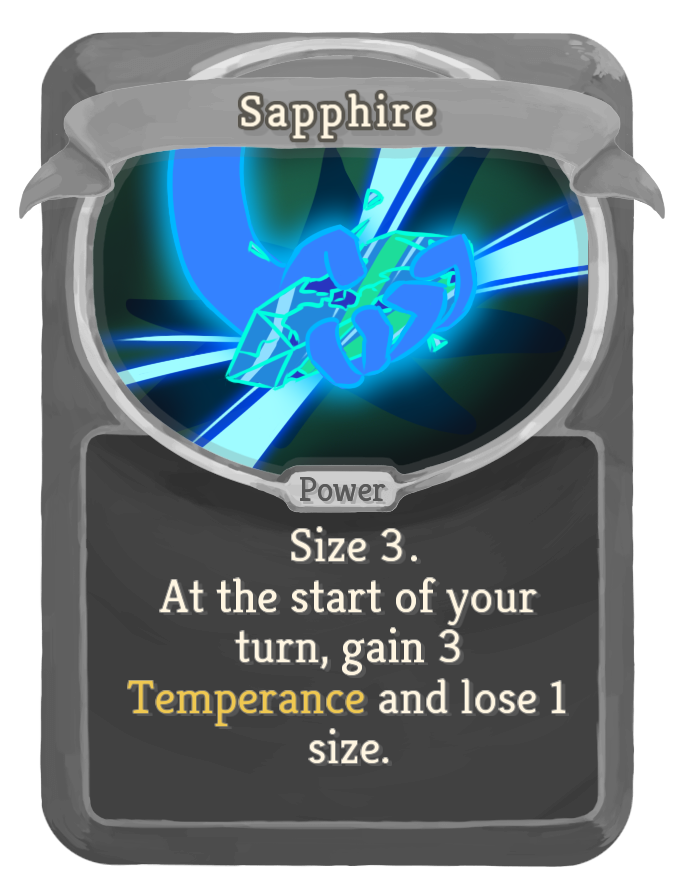 Sapphire
Power
Size 3.
At the start of your
turn, gain 3
Temperance and lose 1
size.